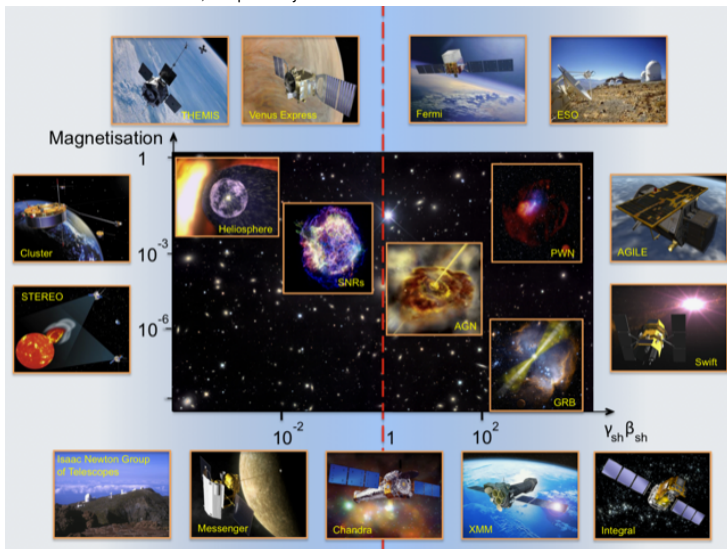 THEMIS
Venus Express
Fermi
ESO
Magnetisation
1
Heliosphere
PWN
Cluster
SNRs
AGILE
10-3
STEREO
AGN
10-6
Swift
GRB
10-2
1
102
γshβsh
Isaac Newton Group
of Telescopes
Messenger
Chandra
XMM
Integral